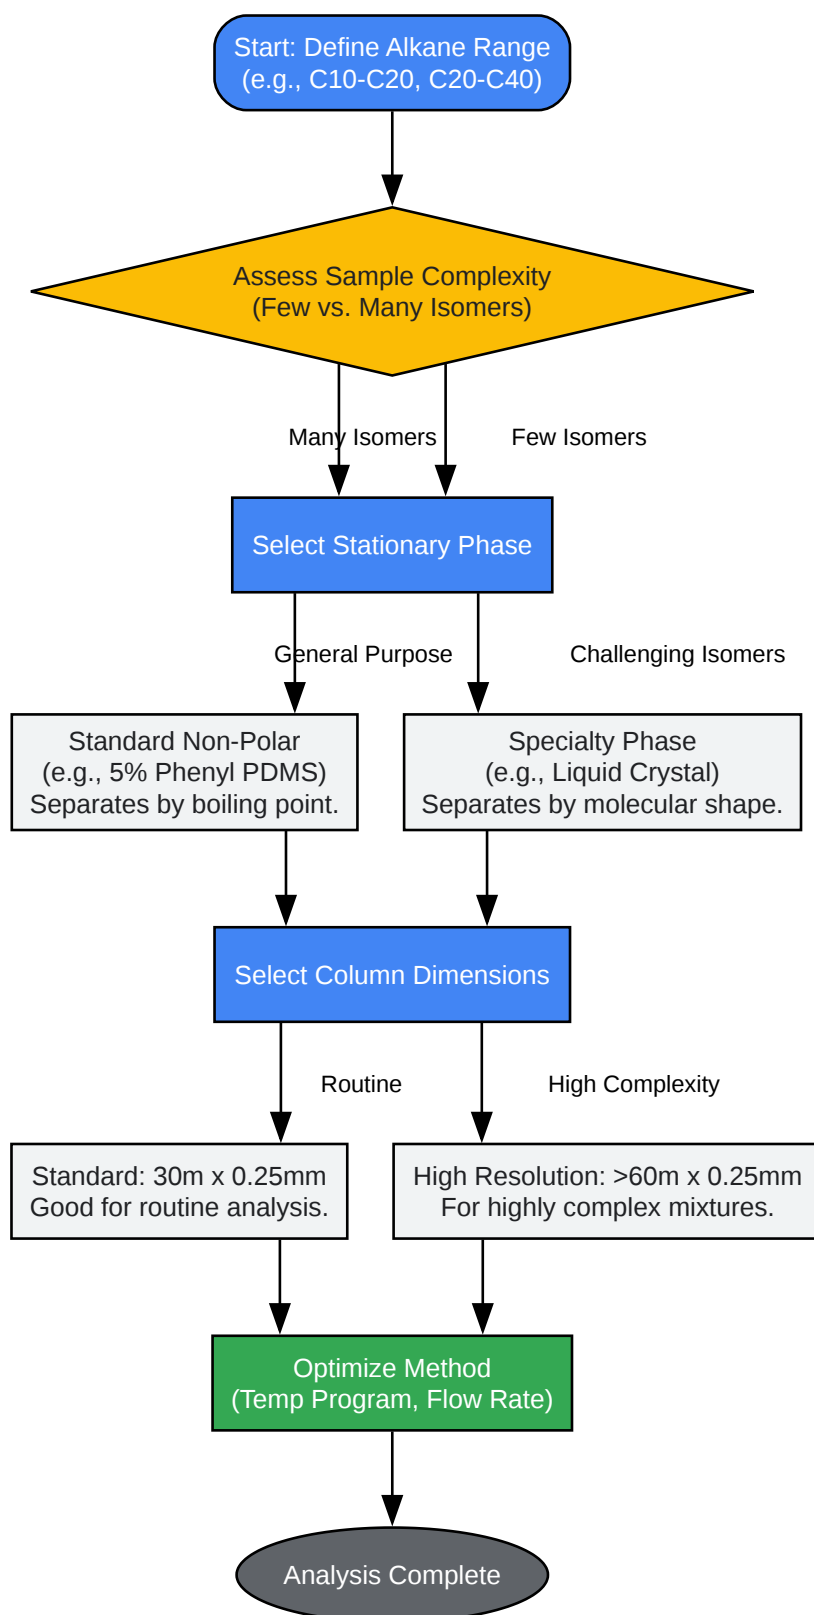 Start: Define Alkane Range
(e.g., C10-C20, C20-C40)
Assess Sample Complexity
(Few vs. Many Isomers)
Many Isomers
Few Isomers
Select Stationary Phase
General Purpose
Challenging Isomers
Standard Non-Polar
(e.g., 5% Phenyl PDMS)
Separates by boiling point.
Specialty Phase
(e.g., Liquid Crystal)
Separates by molecular shape.
Select Column Dimensions
Routine
High Complexity
Standard: 30m x 0.25mm
Good for routine analysis.
High Resolution: >60m x 0.25mm
For highly complex mixtures.
Optimize Method
(Temp Program, Flow Rate)
Analysis Complete